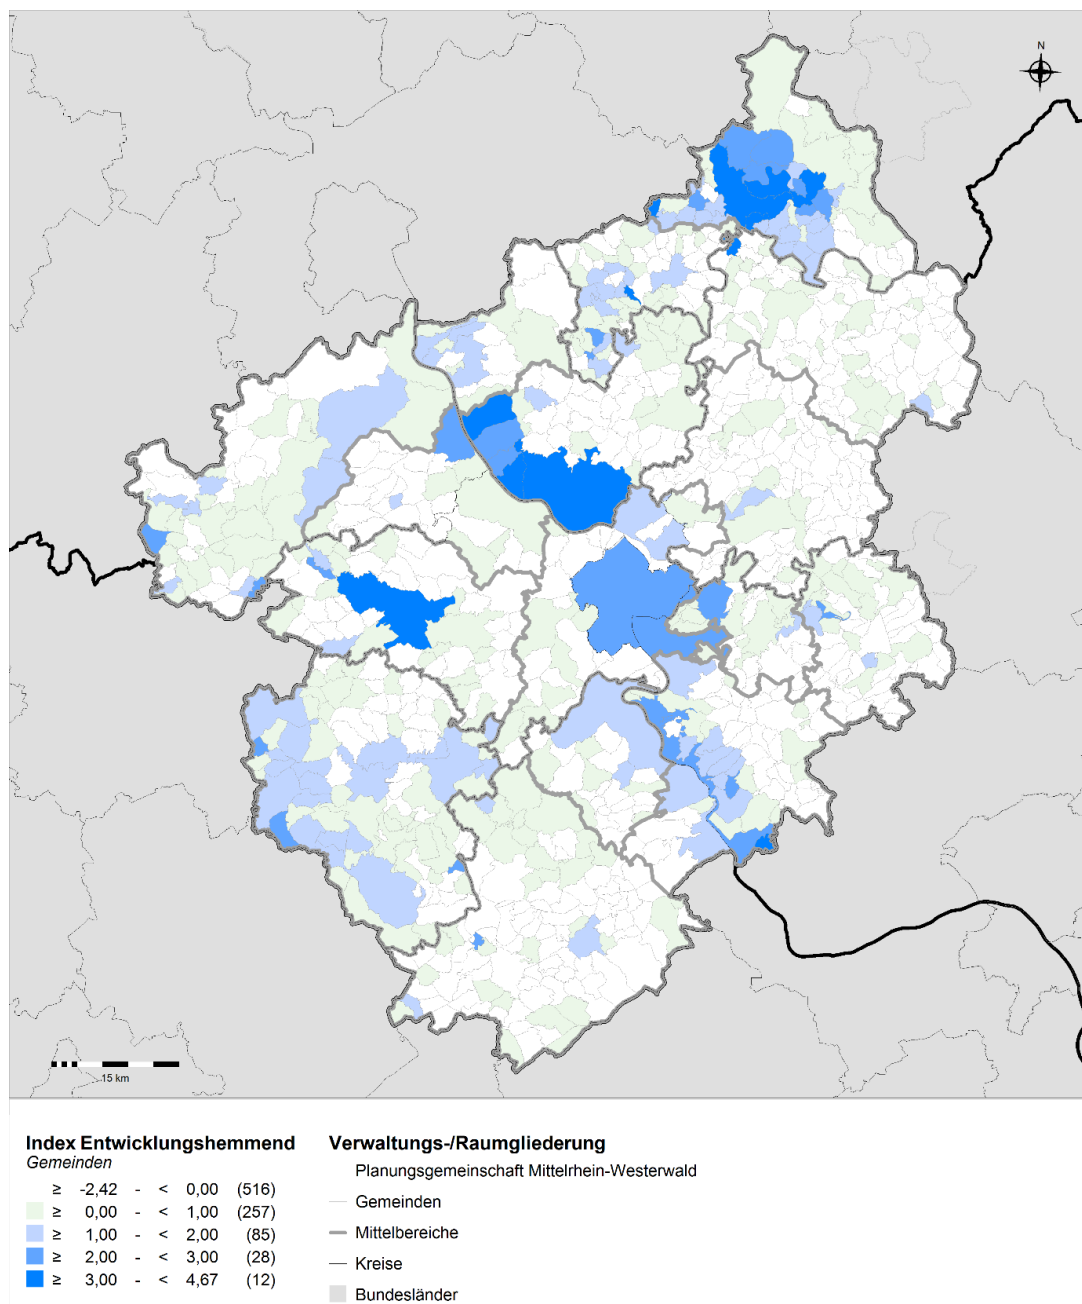 N
15 km
Index Entwicklungshemmend
Gemeinden
≥ -2,42 - < 0,00 (516)
≥ 0,00 - < 1,00 (257)
≥ 1,00 - < 2,00 (85)
≥ 2,00 - < 3,00 (28)
≥ 3,00 - < 4,67 (12)
Verwaltungs-/Raumgliederung
Planungsgemeinschaft Mittelrhein-Westerwald
Gemeinden
Mittelbereiche
Kreise
Bundesländer